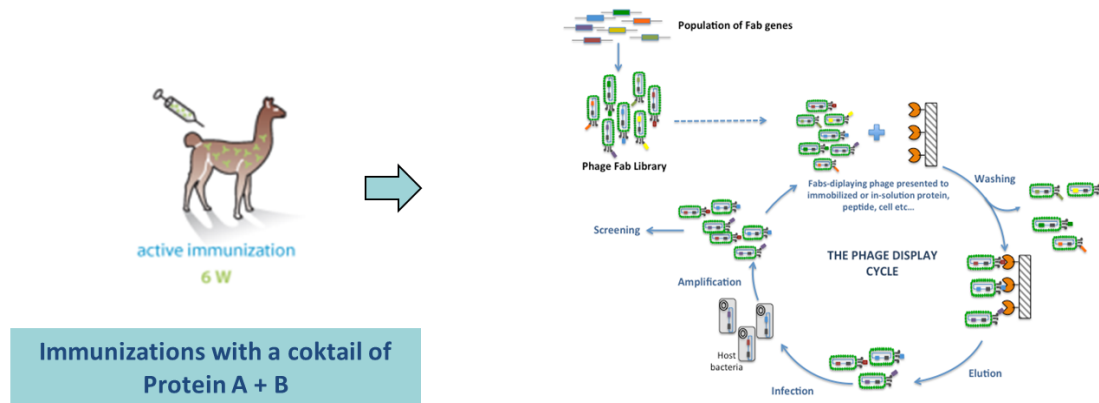 active immunization
6 W
Immunizations with a coktail of
Protein A + B
Population of Fab genes
Phage Fab Library
Fabs-diplaying phage presented to
immobilized or in-solution protein,
peptide, cell etc...
Washing
Screening
THE PHAGE DISPLAY
CYCLE
Amplification
Host
bacteria
Infection
Elution